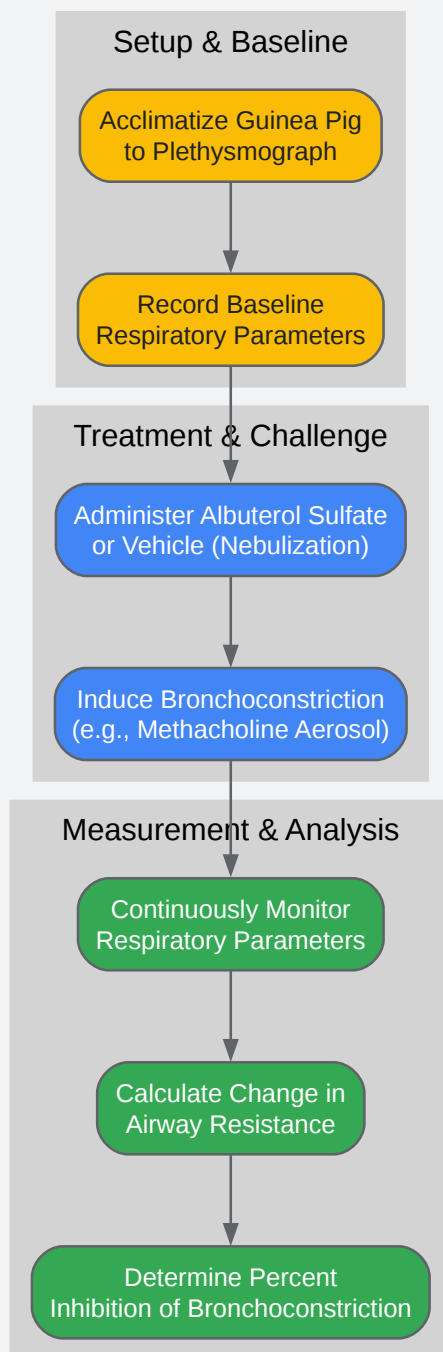 Setup & Baseline
Acclimatize Guinea Pig
to Plethysmograph
Record Baseline
Respiratory Parameters
Treatment & Challenge
Administer Albuterol Sulfate
or Vehicle (Nebulization)
Induce Bronchoconstriction
(e.g., Methacholine Aerosol)
Measurement & Analysis
Continuously Monitor
Respiratory Parameters
Calculate Change in
Airway Resistance
Determine Percent
Inhibition of Bronchoconstriction